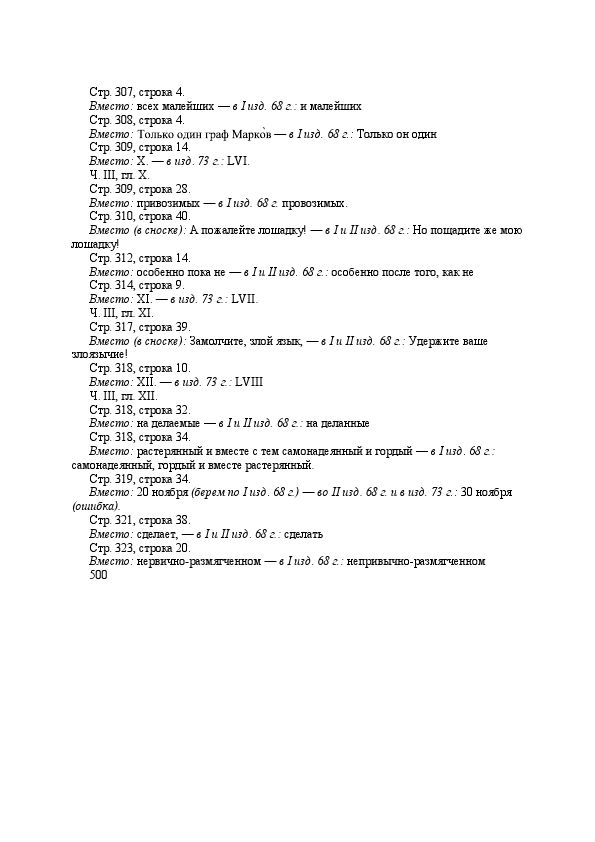 Стр. 307, строка 4.
Вместо: всех малейших — в I изд. 68 г.: и малейших
Стр. 308, строка 4.
Вместо: Только один граф Марко̀в — в I изд. 68 г.: Только он один
Стр. 309, строка 14.
Вместо: X. — в изд. 73 г.: LVI.
Ч. III, гл. X.
Стр. 309, строка 28.
Вместо: привозимых — в I изд. 68 г. провозимых.
Стр. 310, строка 40.
Вместо (в сноске): А пожалейте лошадку! — в I и II изд. 68 г.: Но пощадите же мою
лошадку!
Стр. 312, строка 14.
Вместо: особенно пока не — в I и II изд. 68 г.: особенно после того, как не
Стр. 314, строка 9.
Вместо: XI. — в изд. 73 г.: LVII.
Ч. III, гл. XI.
Стр. 317, строка 39.
Вместо (в сноске): Замолчите, злой язык, — в I и II изд. 68 г.: Удержите ваше
злоязычие!
Стр. 318, строка 10.
Вместо: XII. — в изд. 73 г.: LVIII
Ч. III, гл. XII.
Стр. 318, строка 32.
Вместо: на делаемые — в I и II изд. 68 г.: на деланные
Стр. 318, строка 34.
Вместо: растерянный и вместе с тем самонадеянный и гордый — в I изд. 68 г.:
самонадеянный, гордый и вместе растерянный.
Стр. 319, строка 34.
Вместо: 20 ноября (берем по I изд. 68 г.) — во II изд. 68 г. и в изд. 73 г.: 30 ноября
(ошибка).
Стр. 321, строка 38.
Вместо: сделает, — в I и II изд. 68 г.: сделать
Стр. 323, строка 20.
Вместо: нервично-размягченном — в I изд. 68 г.: непривычно-размягченном
500